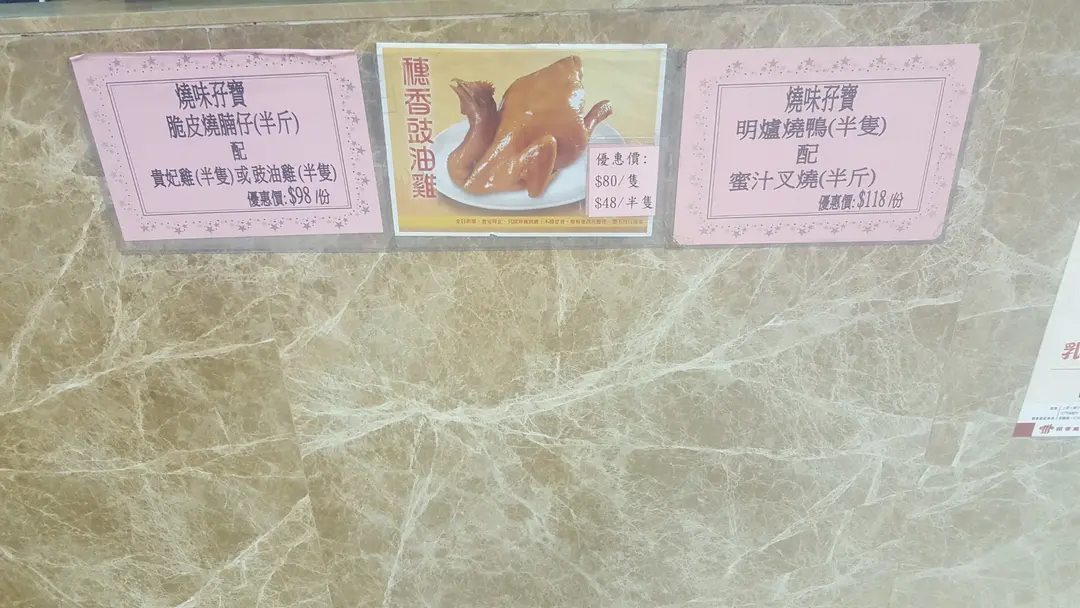 燒味孖寶
脆皮燒腩仔(半斤)
配
貴妃雞(半隻)或豉油雞(半隻)
優惠價:$98/份
穗香豉油雞
優惠價:
$80/隻
$48/半隻
燒味孖寶
明爐燒鴨(半隻)
配
蜜汁叉燒(半斤)
優惠價:$118/份
乳